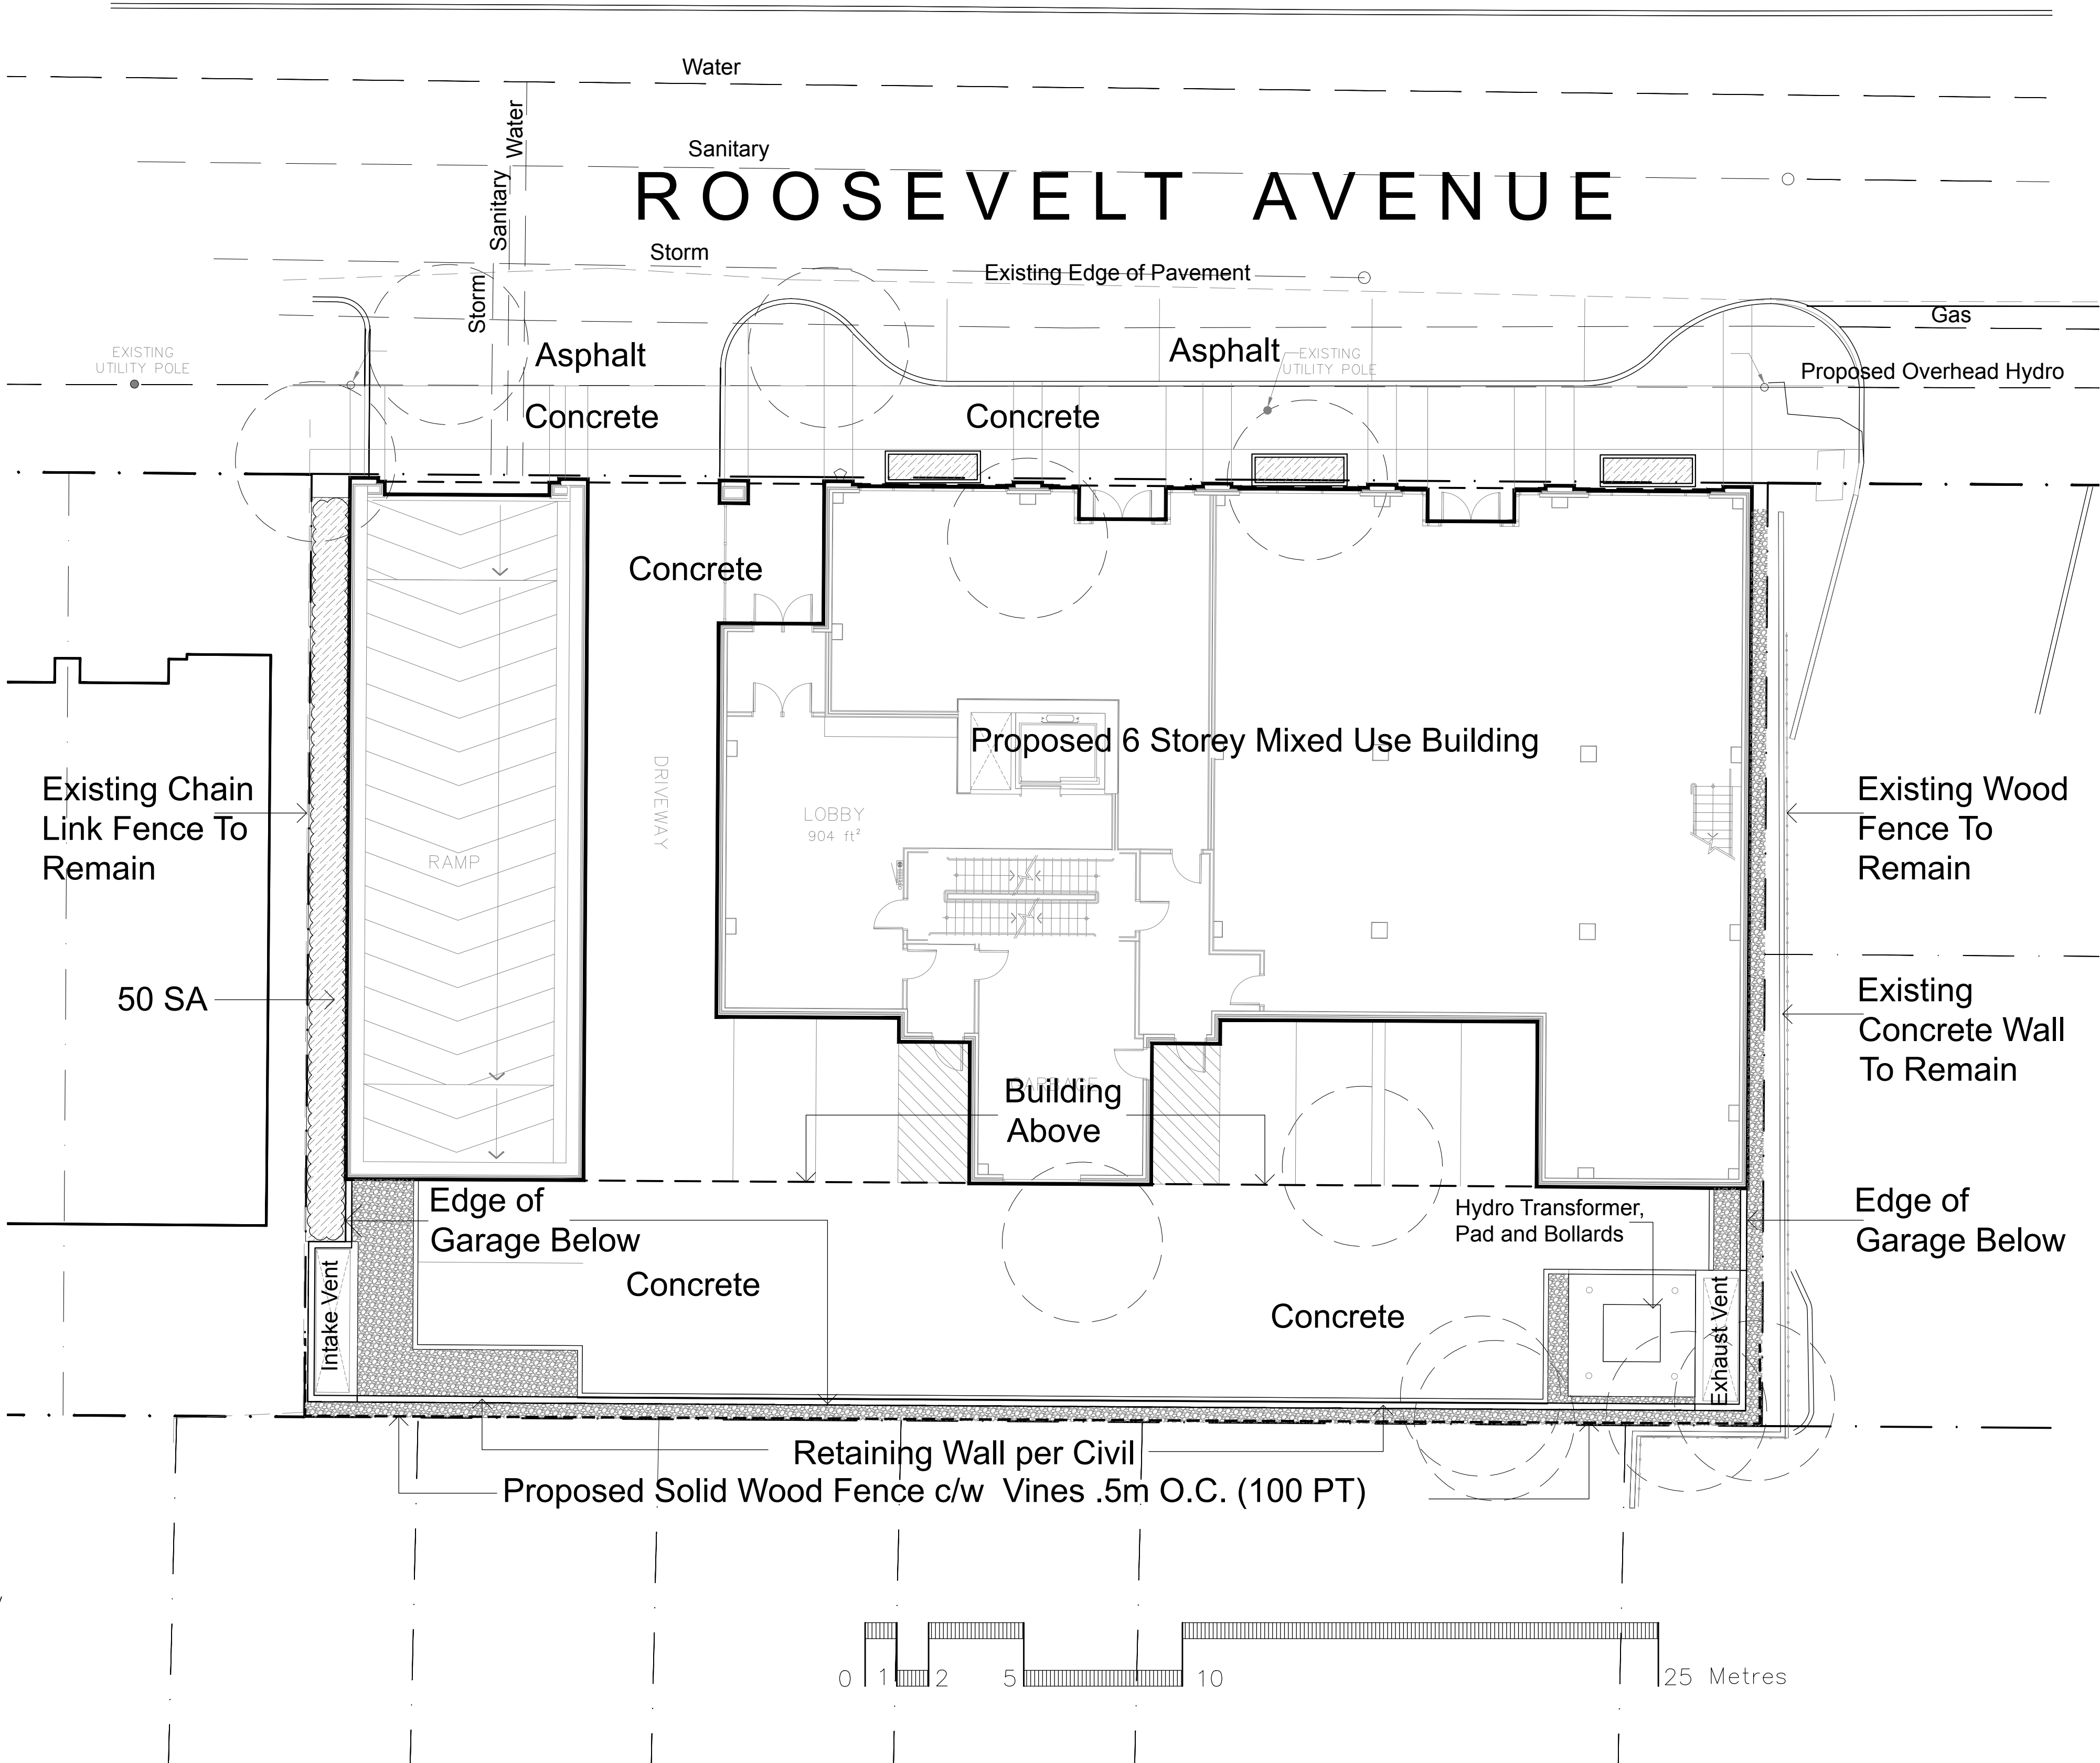 Water
Water
Sanitary
Sanitary
ROOSEVELT AVENUE
Storm
Storm
Existing Edge of Pavement
Gas
EXISTING
UTILITY POLE
Asphalt
Asphalt
EXISTING
UTILITY POLE
Proposed Overhead Hydro
Concrete
Concrete
Concrete
Proposed 6 Storey Mixed Use Building
DRIVEWAY
Existing Chain
Link Fence To
Remain
LOBBY
904 ft²
RAMP
Existing Wood
Fence To
Remain
50 SA
Existing
Concrete Wall
To Remain
GARBAGE
Building
Above
Edge of
Garage Below
Hydro Transformer,
Pad and Bollards
Edge of
Garage Below
Intake Vent
Concrete
Concrete
Exhaust Vent
Retaining Wall per Civil
Proposed Solid Wood Fence c/w Vines .5m O.C. (100 PT)
0 1 2 5 10 25 Metres